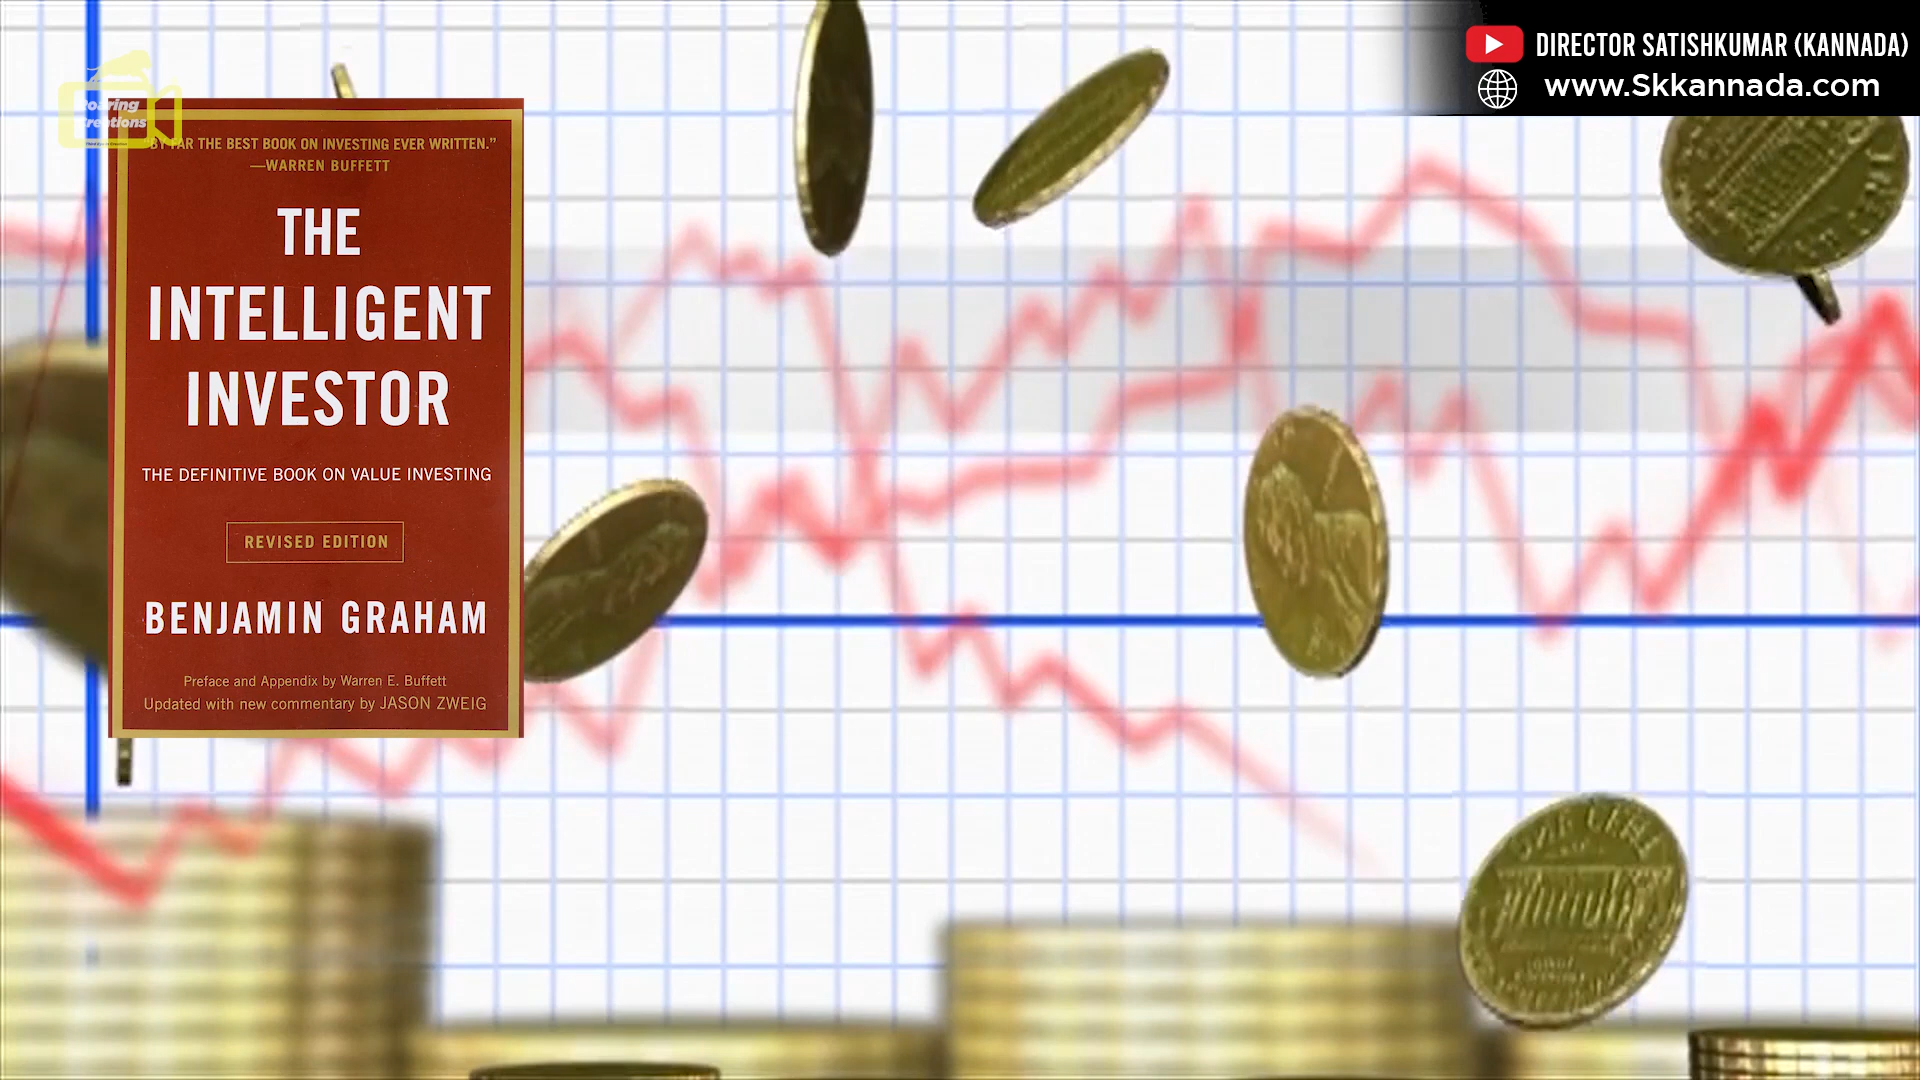 DIRECTOR SATISHKUMAR (KANNADA)
www.Skkannada.com
Roaring
Kreations
"BY FAR THE BEST BOOK ON INVESTING EVER WRITTEN."
—WARREN BUFFETT
THE
INTELLIGENT
INVESTOR
THE DEFINITIVE BOOK ON VALUE INVESTING
REVISED EDITION
BENJAMIN GRAHAM
Preface and Appendix by Warren E. Buffett
Updated with new commentary by JASON ZWEIG